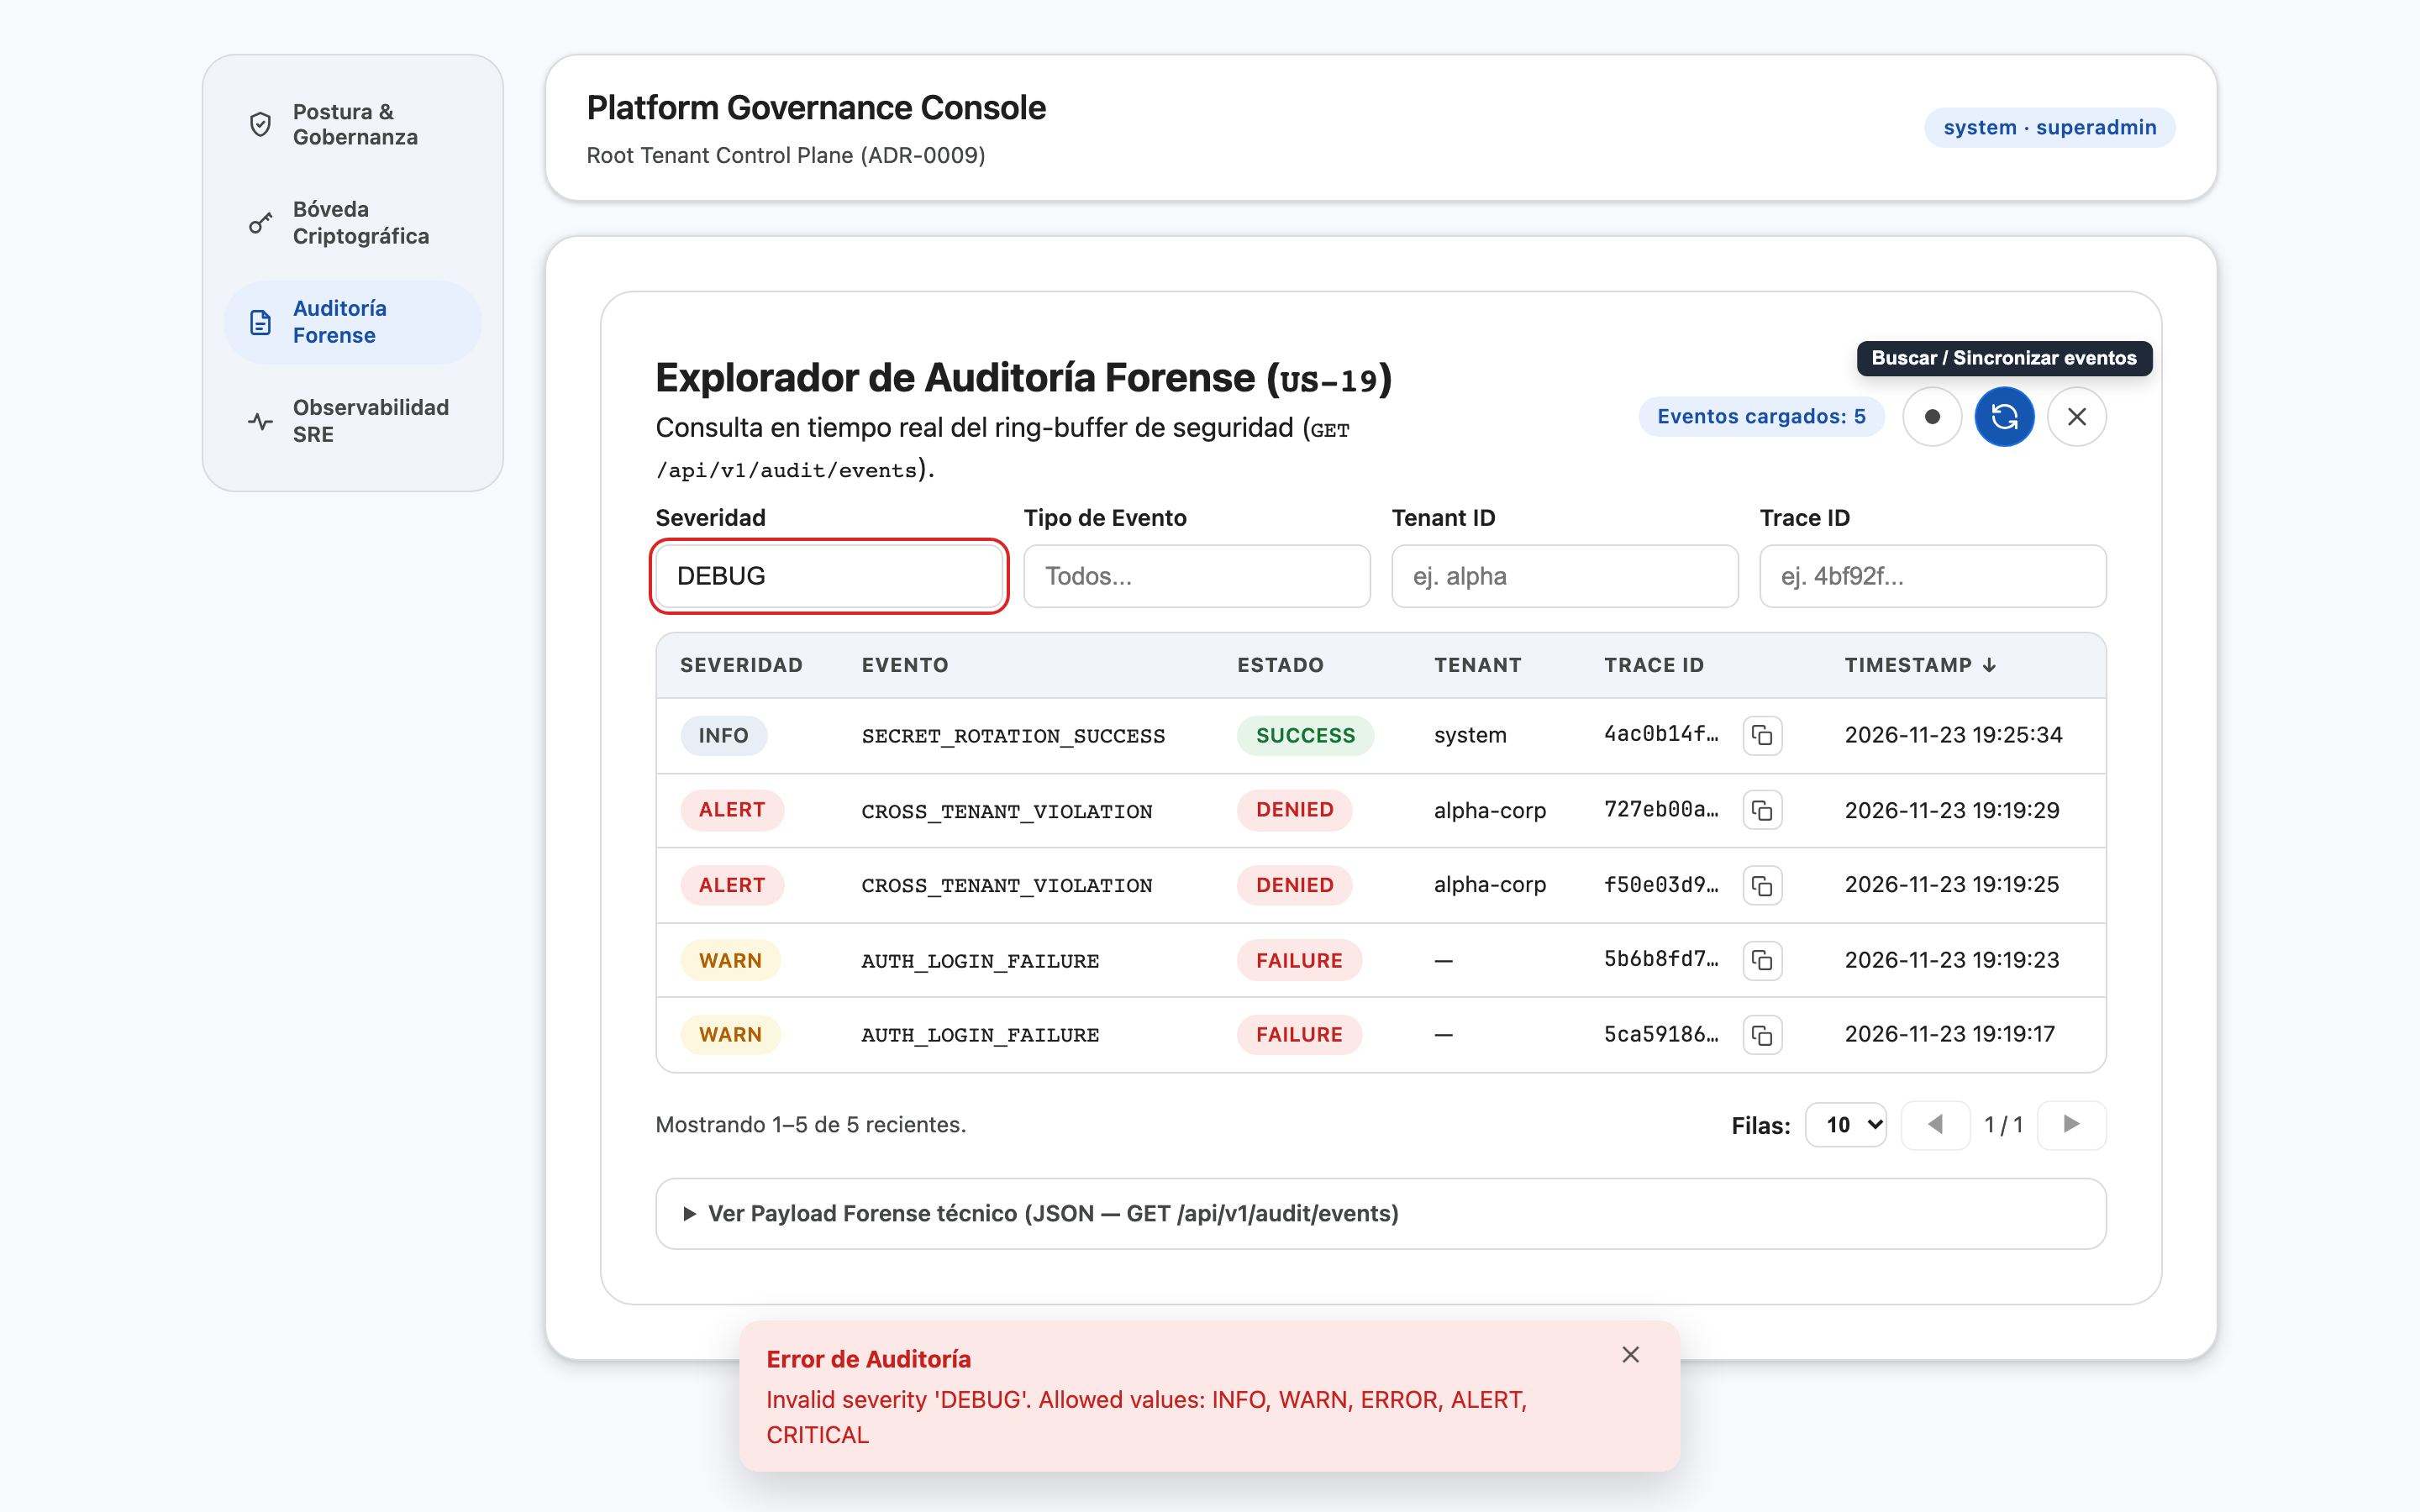 Postura &
Gobernanza
Bóveda
Criptográfica
Auditoría
Forense
Observabilidad
SRE
Platform Governance Console
Root Tenant Control Plane (ADR-0009)
system · superadmin
Buscar / Sincronizar eventos
Explorador de Auditoría Forense (US-19)
Consulta en tiempo real del ring-buffer de seguridad (GET
/api/v1/audit/events).
Eventos cargados: 5
Severidad Tipo de Evento Tenant ID Trace ID
DEBUG Todos... ej. alpha ej. 4bf92f...
SEVERIDAD EVENTO ESTADO TENANT TRACE ID TIMESTAMP ↓
INFO SECRET_ROTATION_SUCCESS SUCCESS system 4ac0b14f… 2026-11-23 19:25:34
ALERT CROSS_TENANT_VIOLATION DENIED alpha-corp 727eb00a… 2026-11-23 19:19:29
ALERT CROSS_TENANT_VIOLATION DENIED alpha-corp f50e03d9… 2026-11-23 19:19:25
WARN AUTH_LOGIN_FAILURE FAILURE — 5b6b8fd7… 2026-11-23 19:19:23
WARN AUTH_LOGIN_FAILURE FAILURE — 5ca59186… 2026-11-23 19:19:17
Mostrando 1–5 de 5 recientes.
Filas: 10 1 / 1
Ver Payload Forense técnico (JSON — GET /api/v1/audit/events)
Error de Auditoría
Invalid severity 'DEBUG'. Allowed values: INFO, WARN, ERROR, ALERT,
CRITICAL